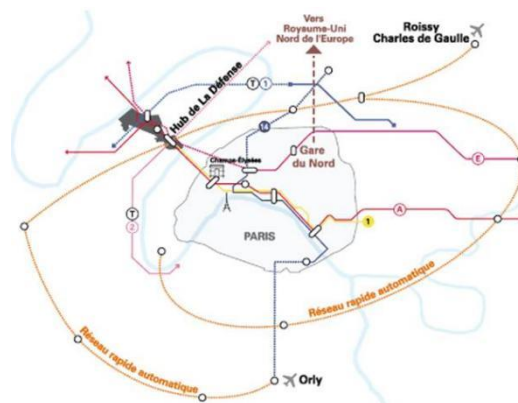 Vers
Royaume-Uni
Nord de l'Europe
Roissy
Charles de Gaulle
T 1
Hub de La Défense
14
Champs-Élysées
Gare
du Nord
E
T
2
A
1
PARIS
Réseau rapide automatique
Réseau rapide automatique
Orly